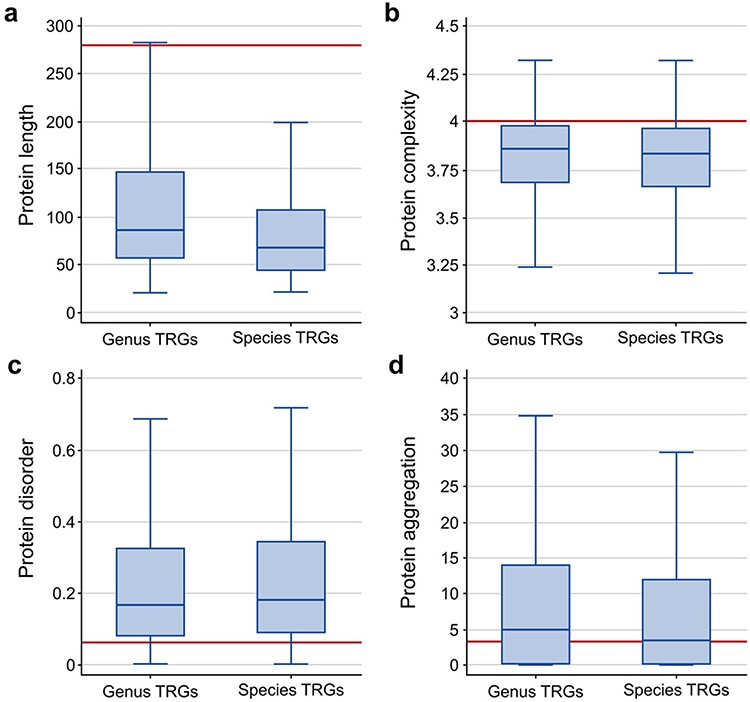 a
Protein length
300
250
200
150
100
50
0
Genus TRGs Species TRGs
b
Protein complexity
4.5
4.25
4
3.75
3.5
3.25
3
Genus TRGs Species TRGs
c
Protein disorder
0.8
0.6
0.4
0.2
0
Genus TRGs Species TRGs
d
Protein aggregation
40
35
30
25
20
15
10
5
0
Genus TRGs Species TRGs